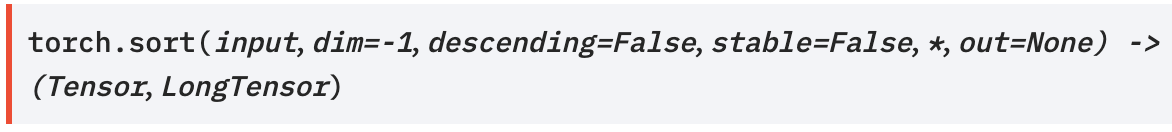 torch.sort(input, dim=-1, descending=False, stable=False, *, out=None) ->
(Tensor, LongTensor)